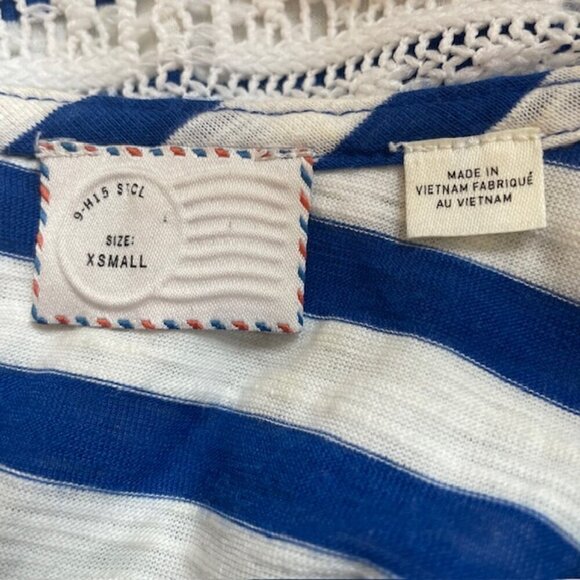 9-H15 STCL
SIZE:
XSMALL
MADE IN
VIETNAM FABRIQUÉ
AU VIETNAM